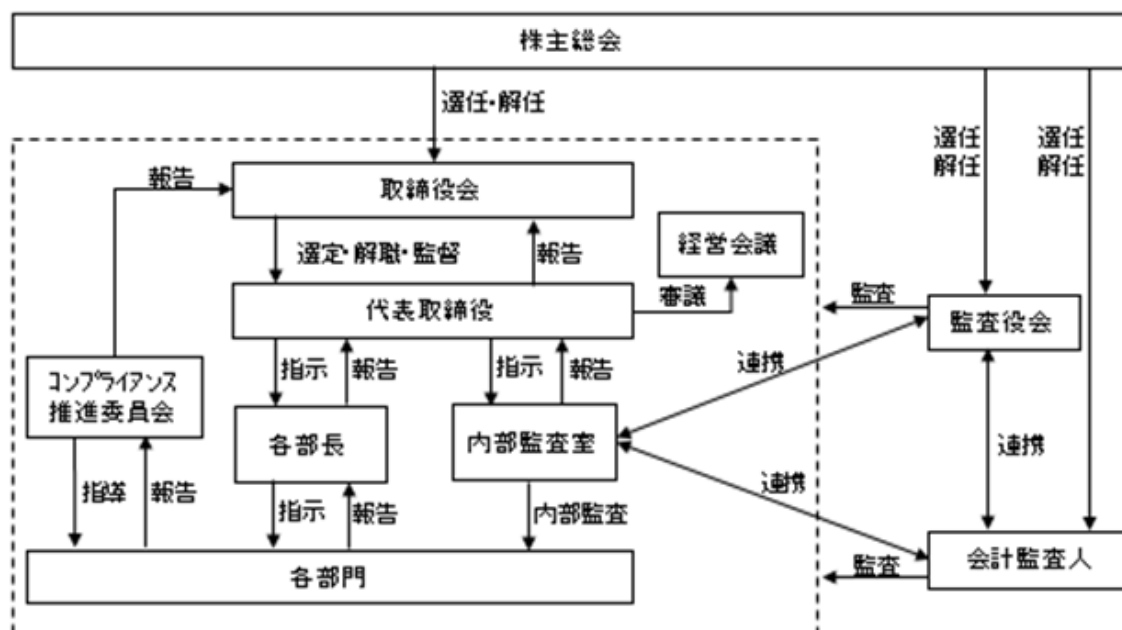 株主総会
選任・解任
選任
解任
選任
解任
報告
取締役会
経営会議
選定・解職・監督
報告
審議
代表取締役
監査
監査役会
連携
指示
報告
指示
報告
コンプライアンス
推進委員会
各部長
内部監査室
連携
連携
指導
報告
指示
報告
内部監査
各部門
会計監査人
監査